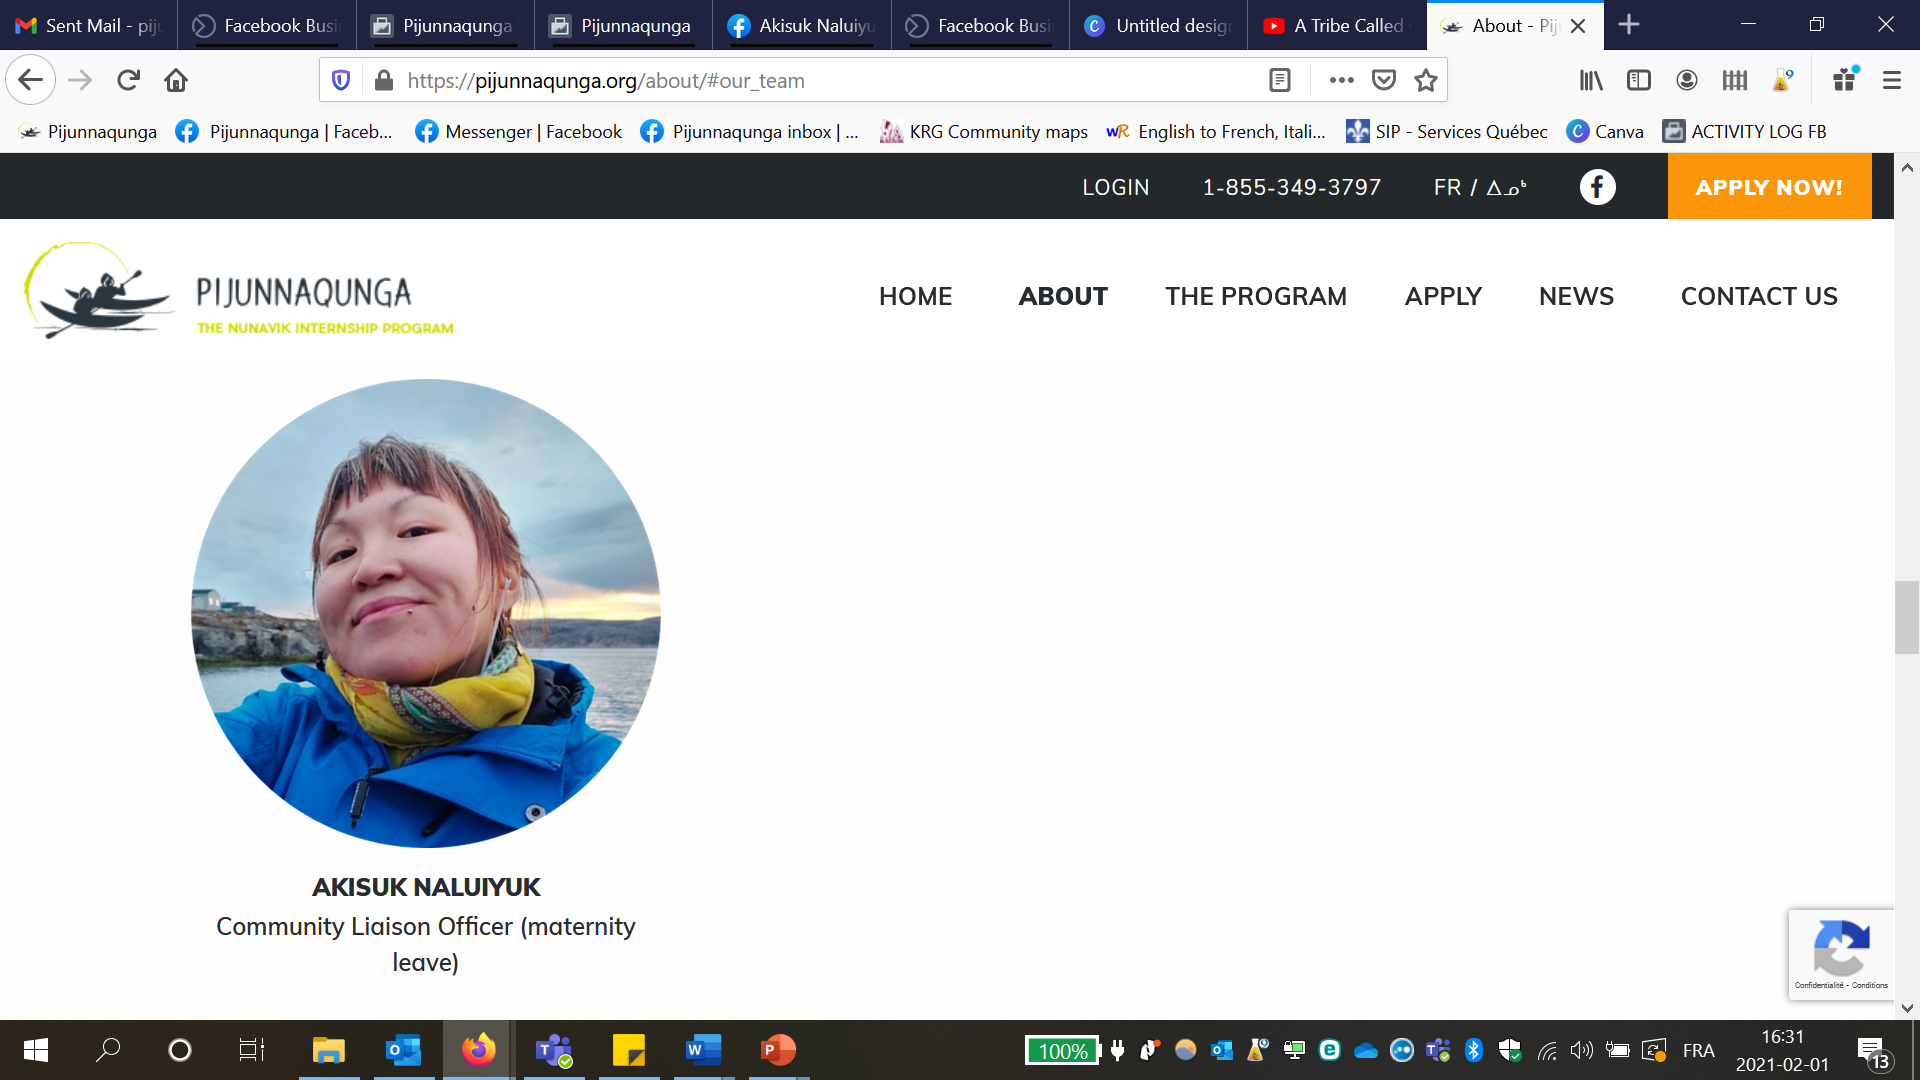 Sent Mail - pij
Facebook Busi
Pijunnaqunga
Pijunnaqunga
Akisuk Naluiyu
Facebook Busi
Untitled design
A Tribe Called
About - Pij
https://pijunnaqunga.org/about/#our_team
Pijunnaqunga
Pijunnaqunga | Faceb...
Messenger | Facebook
Pijunnaqunga inbox | ...
KRG Community maps
wR English to French, Itali...
SIP - Services Québec
Canva
ACTIVITY LOG FB
LOGIN
1-855-349-3797
FR / ᐃᓄᒃ
APPLY NOW!
PIJUNNAQUNGA
THE NUNAVIK INTERNSHIP PROGRAM
HOME
ABOUT
THE PROGRAM
APPLY
NEWS
CONTACT US
AKISUK NALUIYUK
Community Liaison Officer (maternity
leave)
Confidentialité - Conditions
100%
FRA
16:31
2021-02-01
13